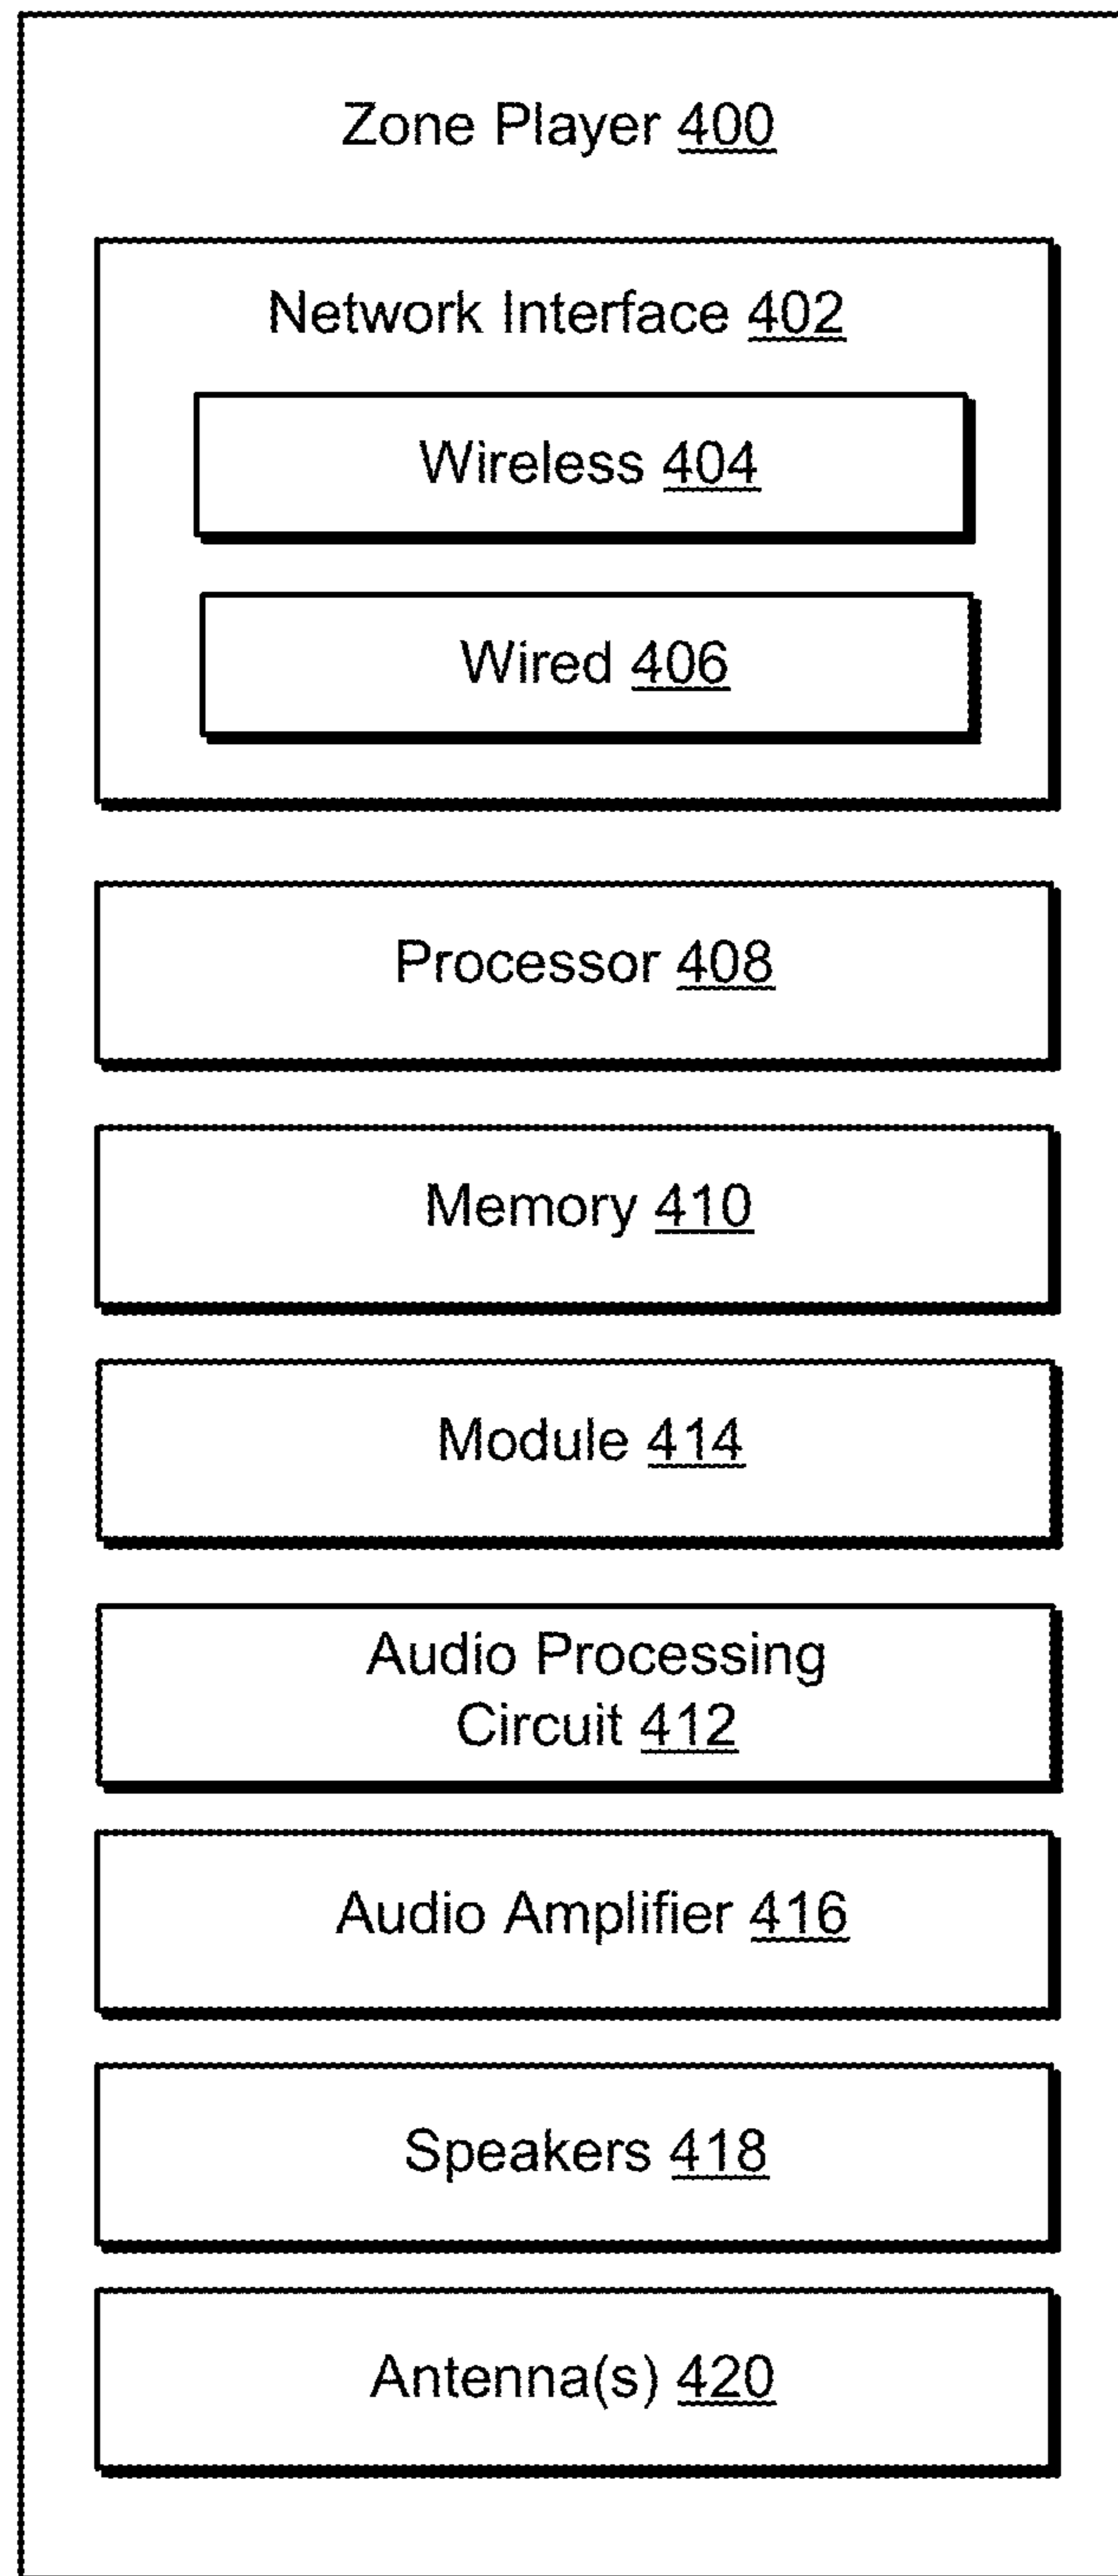 Zone Player 400
Network Interface 402
Wireless 404
Wired 406
Processor 408
Memory 410
Module 414
Audio Processing
Circuit 412
Audio Amplifier 416
Speakers 418
Antenna(s) 420